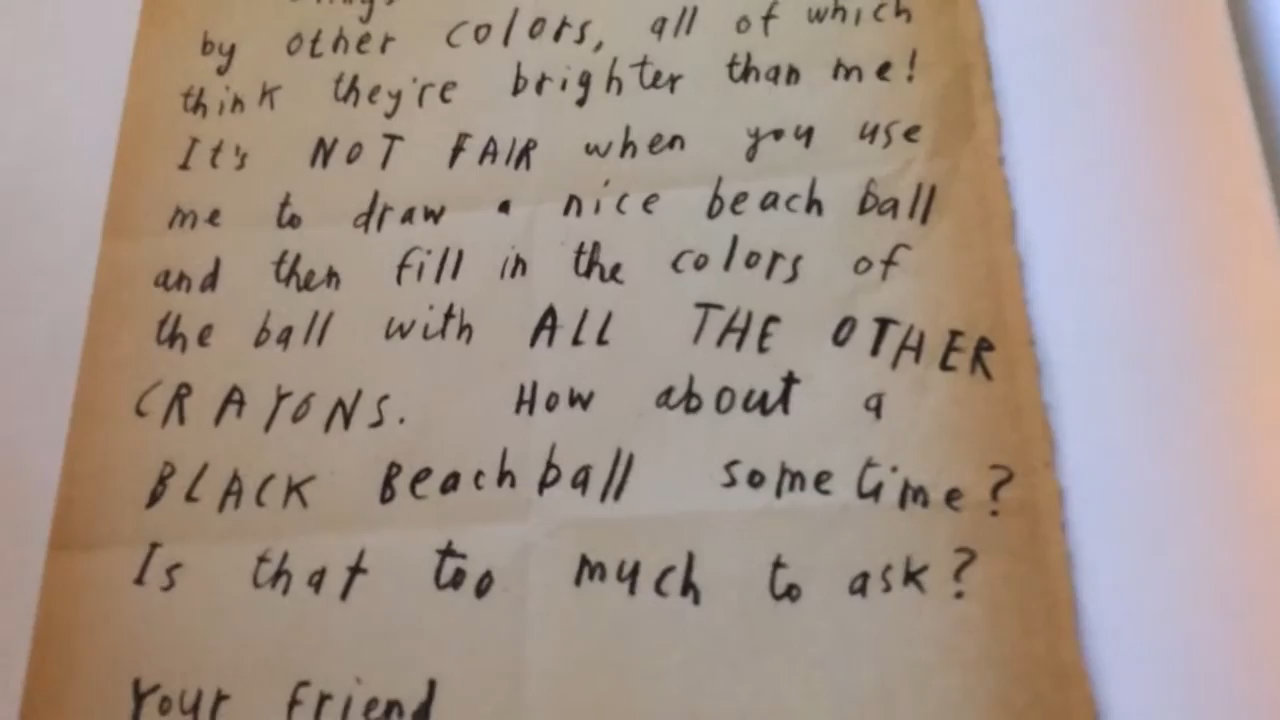 by other colors, all of which
think they're brighter than me!
It's NOT FAIR when you use
me to draw a nice beach ball
and then fill in the colors of
the ball with ALL THE OTHER
CRAYONS. How about a
BLACK Beach ball sometime?
Is that too much to ask?
Your friend